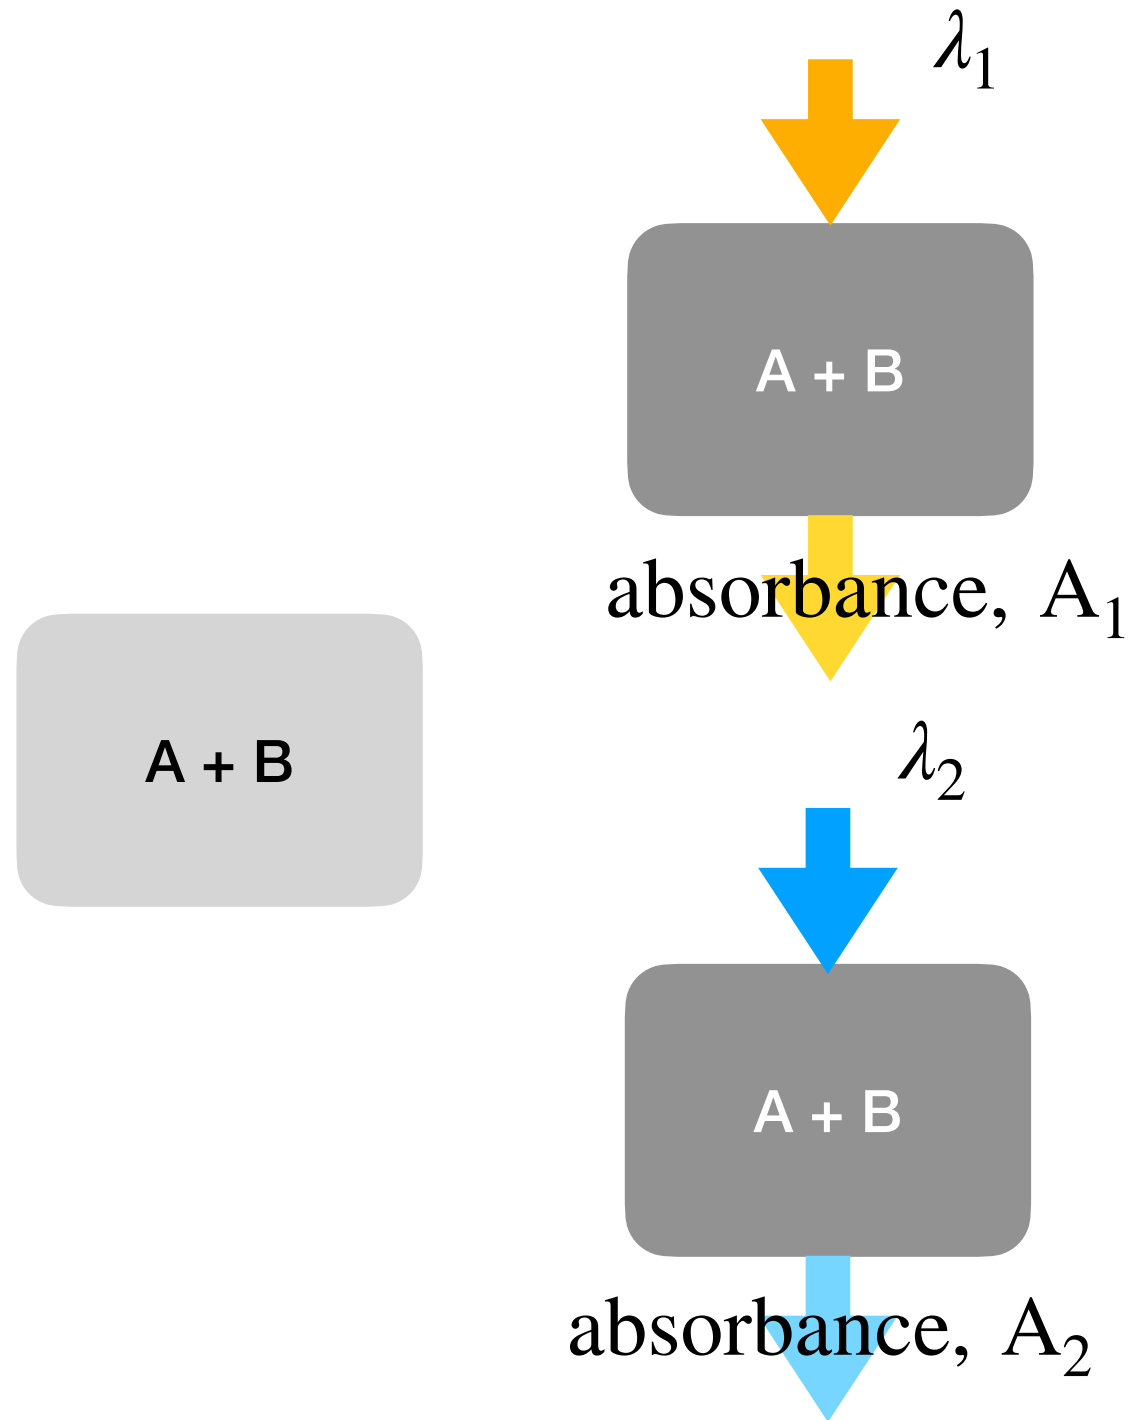 λ₁
A + B
absorbance, A₁
λ₂
A + B
A + B
absorbance, A₂